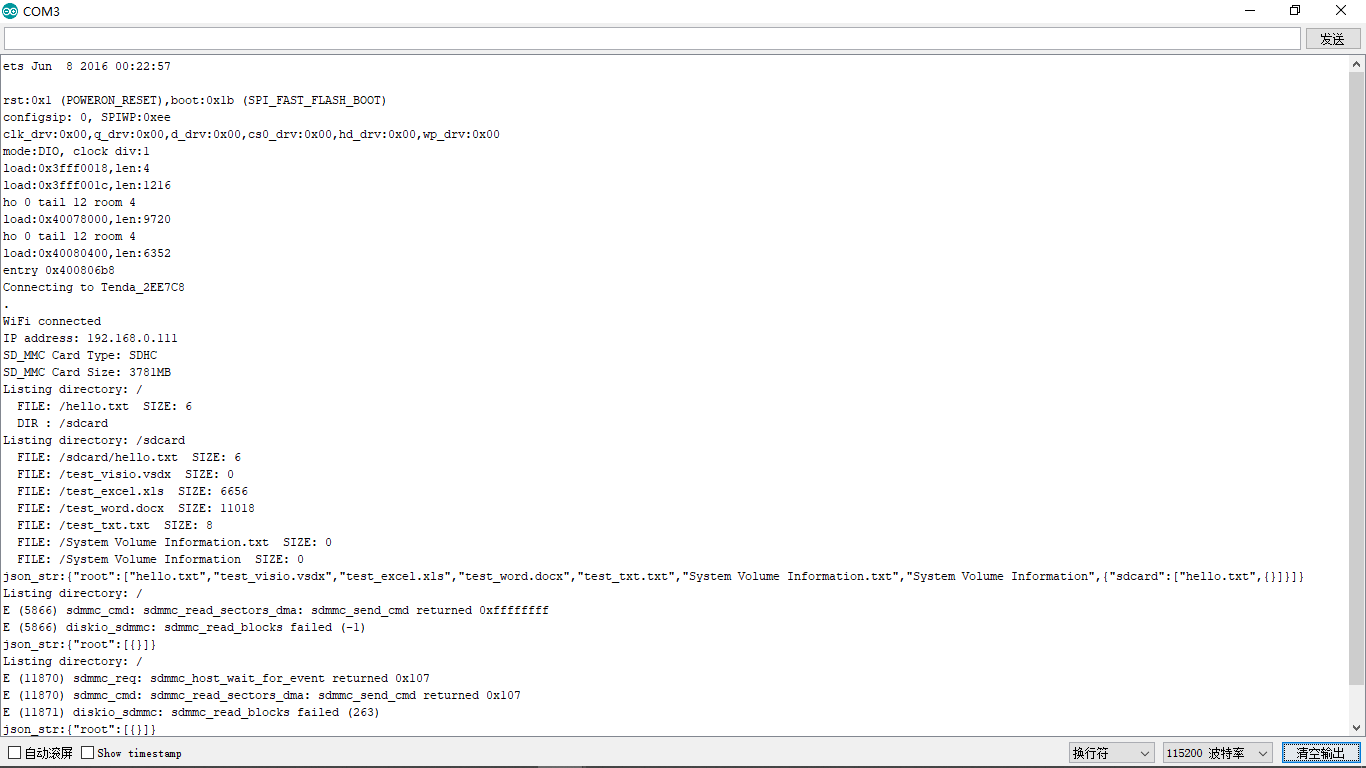 COM3
发送
ets Jun  8 2016 00:22:57
rst:0x1 (POWERON_RESET),boot:0x1b (SPI_FAST_FLASH_BOOT)
configsip: 0, SPIWP:0xee
clk_drv:0x00,q_drv:0x00,d_drv:0x00,cs0_drv:0x00,hd_drv:0x00,wp_drv:0x00
mode:DIO, clock div:1
load:0x3fff0018,len:4
load:0x3fff001c,len:1216
ho 0 tail 12 room 4
load:0x40078000,len:9720
ho 0 tail 12 room 4
load:0x40080400,len:6352
entry 0x400806b8
Connecting to Tenda_2EE7C8
.
WiFi connected
IP address: 192.168.0.111
SD_MMC Card Type: SDHC
SD_MMC Card Size: 3781MB
Listing directory: /
  FILE: /hello.txt  SIZE: 6
  DIR : /sdcard
Listing directory: /sdcard
  FILE: /sdcard/hello.txt  SIZE: 6
  FILE: /test_visio.vsdx  SIZE: 0
  FILE: /test_excel.xls  SIZE: 6656
  FILE: /test_word.docx  SIZE: 11018
  FILE: /test_txt.txt  SIZE: 8
  FILE: /System Volume Information.txt  SIZE: 0
  FILE: /System Volume Information  SIZE: 0
json_str:{"root":["hello.txt","test_visio.vsdx","test_excel.xls","test_word.docx","test_txt.txt","System Volume Information.txt","System Volume Information",{"sdcard":["hello.txt",{}]}]}
Listing directory: /
E (5866) sdmmc_cmd: sdmmc_read_sectors_dma: sdmmc_send_cmd returned 0xffffffff
E (5866) diskio_sdmmc: sdmmc_read_blocks failed (-1)
json_str:{"root":[{}]}
Listing directory: /
E (11870) sdmmc_req: sdmmc_host_wait_for_event returned 0x107
E (11870) sdmmc_cmd: sdmmc_read_sectors_dma: sdmmc_send_cmd returned 0x107
E (11871) diskio_sdmmc: sdmmc_read_blocks failed (263)
json_str:{"root":[{}]}
自动滚屏 Show timestamp 换行符 115200 波特率 清空输出